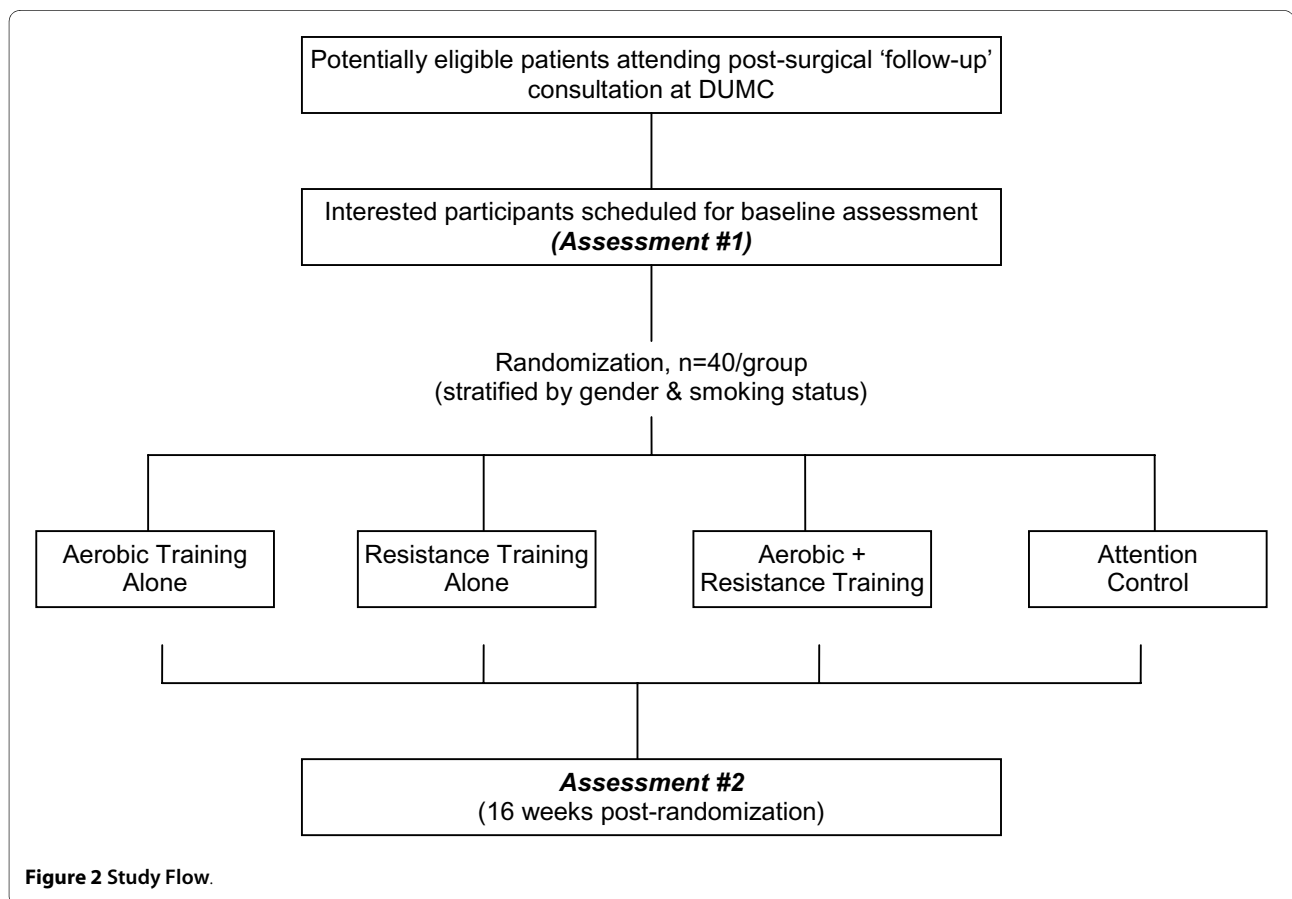 Potentially eligible patients attending post-surgical ‘follow-up’
consultation at DUMC
Interested participants scheduled for baseline assessment
(Assessment #1)
Randomization, n=40/group
(stratified by gender & smoking status)
Aerobic Training
Alone
Resistance Training
Alone
Aerobic +
Resistance Training
Attention
Control
Assessment #2
(16 weeks post-randomization)
Figure 2 Study Flow.